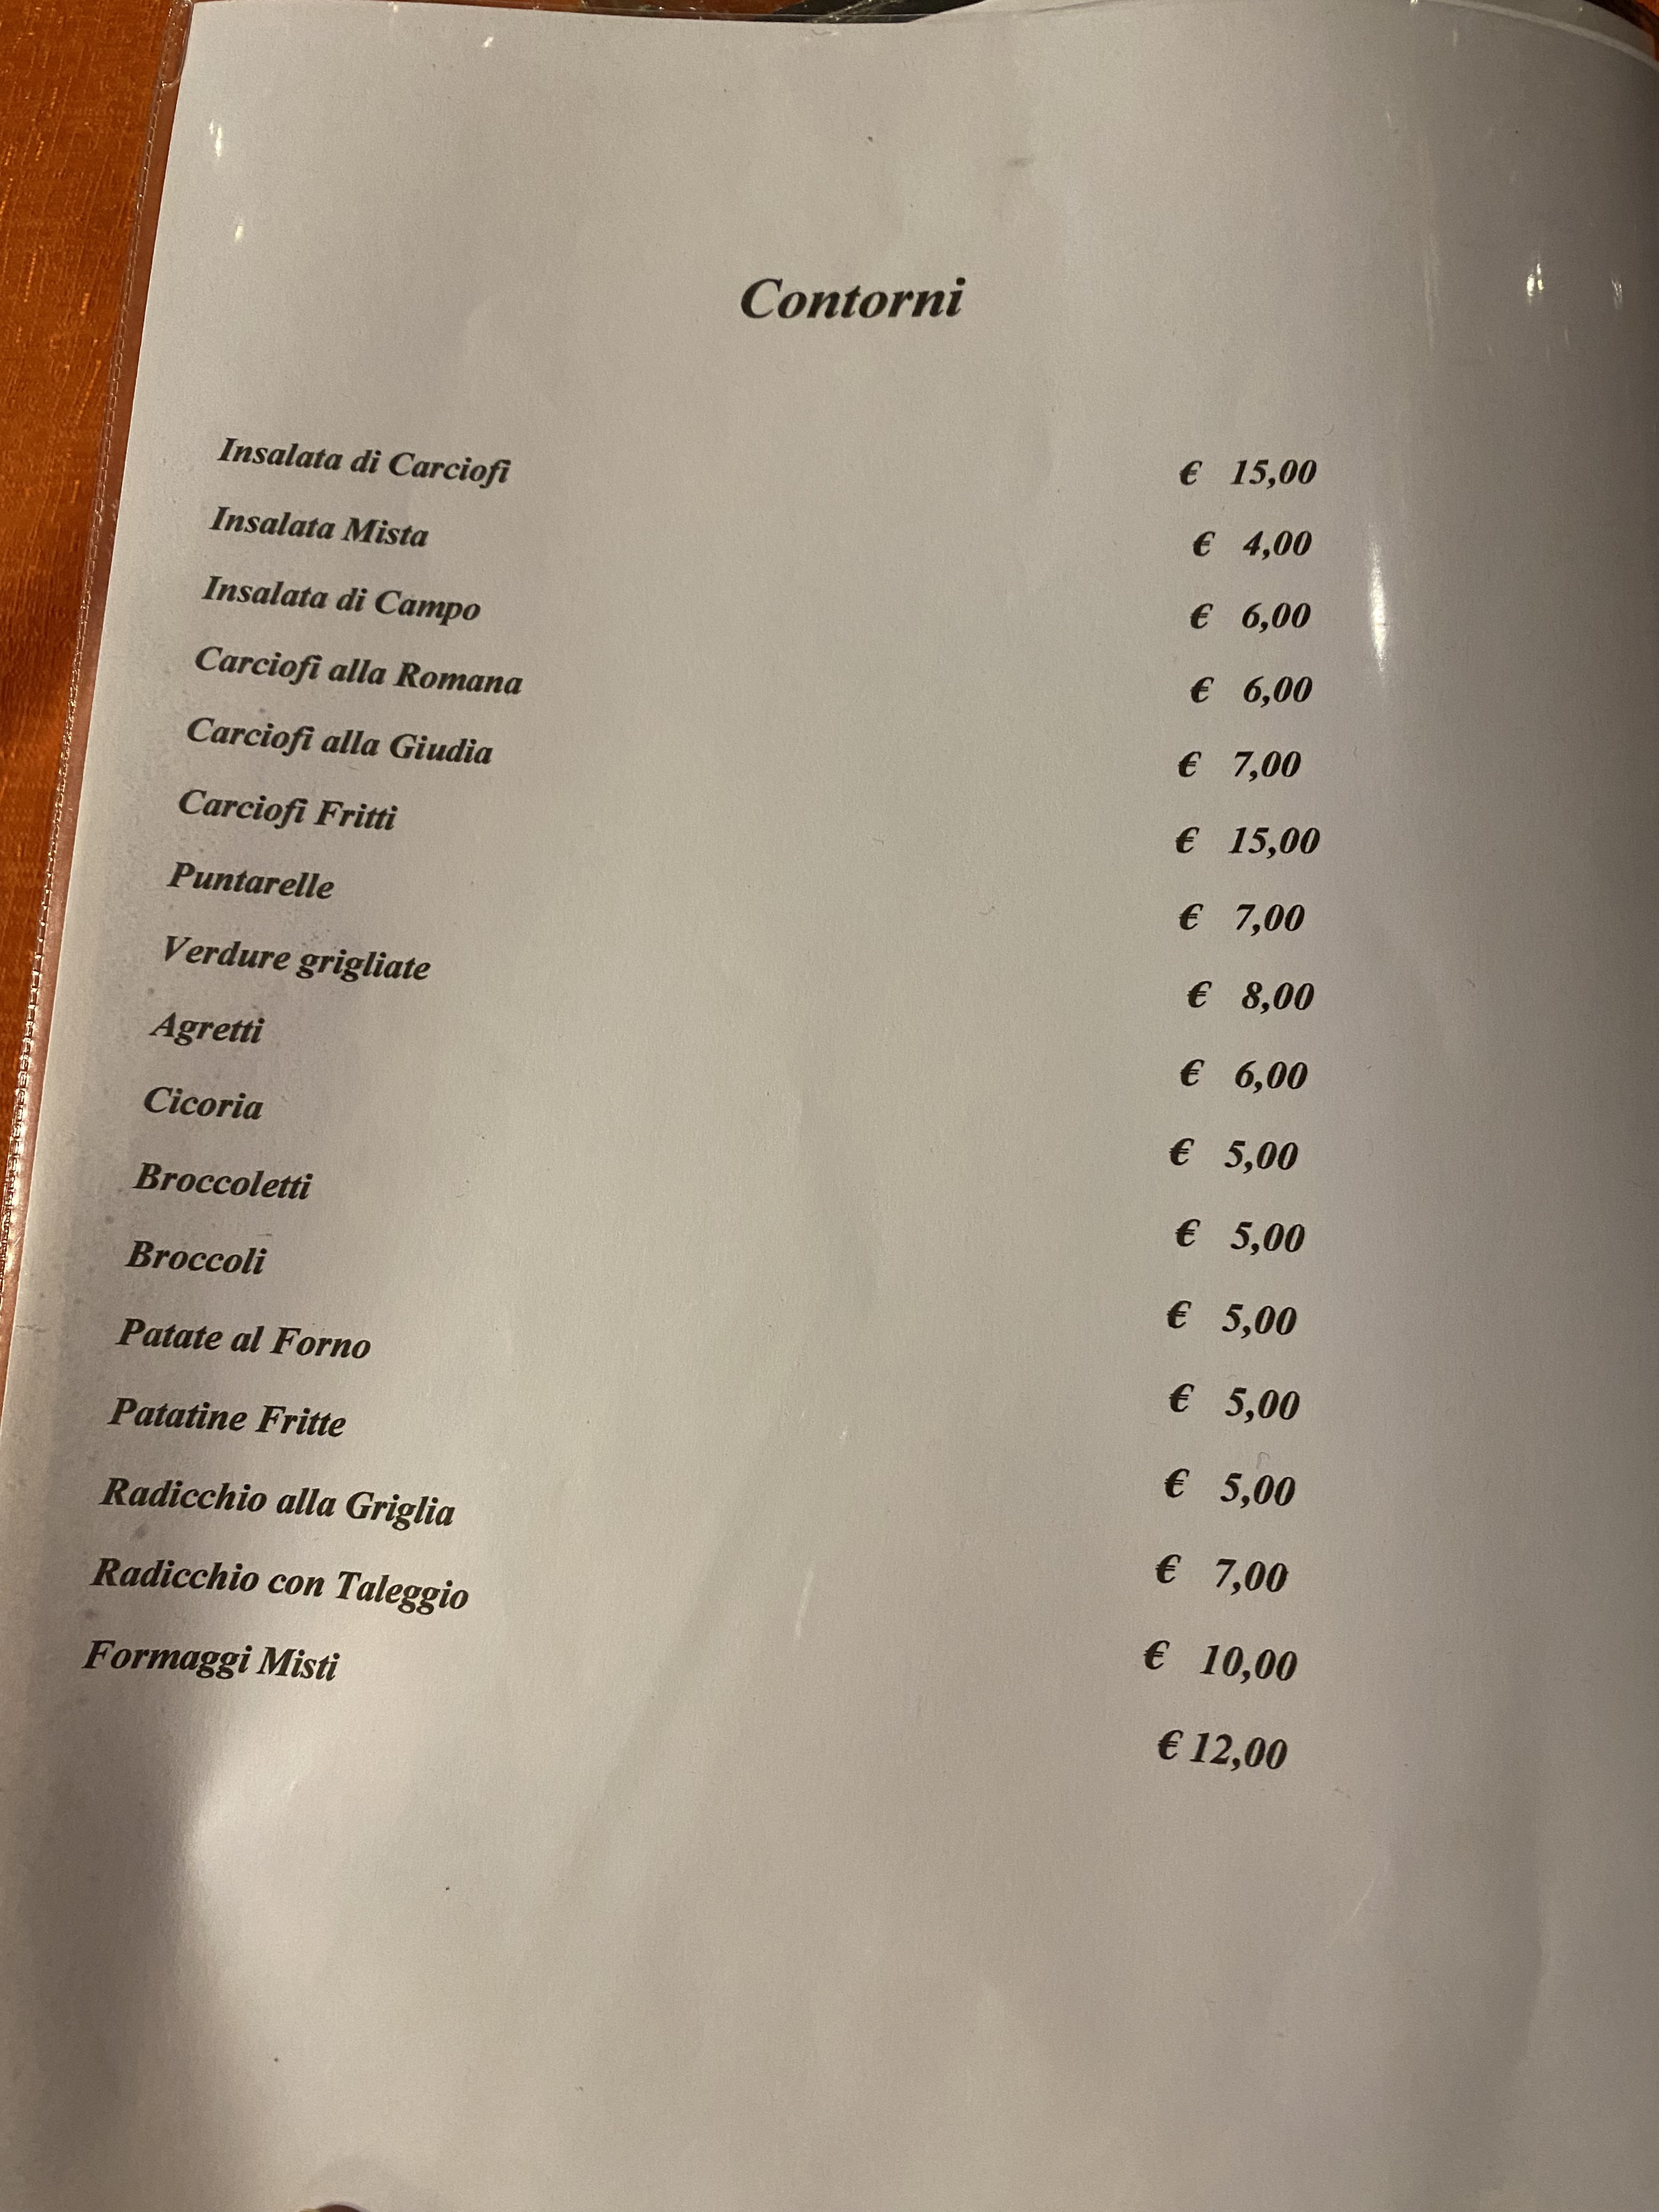 Contorni
Insalata di Carciofi € 15,00
Insalata Mista € 4,00
Insalata di Campo € 6,00
Carciofi alla Romana € 6,00
Carciofi alla Giudia € 7,00
Carciofi Fritti € 15,00
Puntarelle € 7,00
Verdure grigliate € 8,00
Agretti € 6,00
Cicoria € 5,00
Broccoletti € 5,00
Broccoli € 5,00
Patate al Forno € 5,00
Patatine Fritte € 5,00
Radicchio alla Griglia € 7,00
Radicchio con Taleggio € 10,00
Formaggi Misti € 12,00